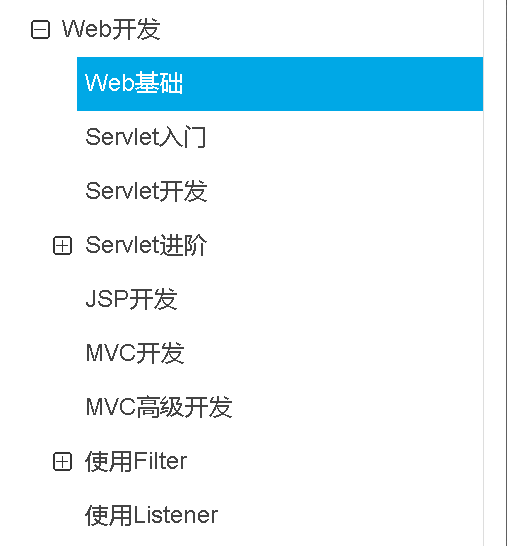 Web开发
Web基础
Servlet入门
Servlet开发
Servlet进阶
JSP开发
MVC开发
MVC高级开发
使用Filter
使用Listener